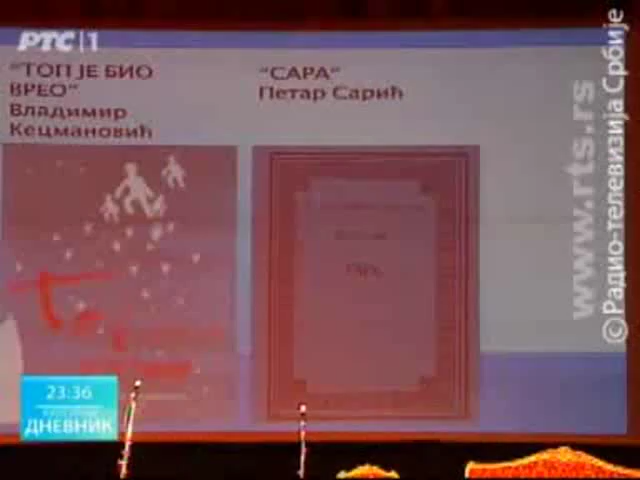 РТС|1
"ТОП ЈЕ БИО
ВРЕО"
Владимир
Кецмановић
"САРА"
Петар Сарић
САРА
23:36
ДНЕВНИК
www.rts.rs
© Радио-телевизија Србије